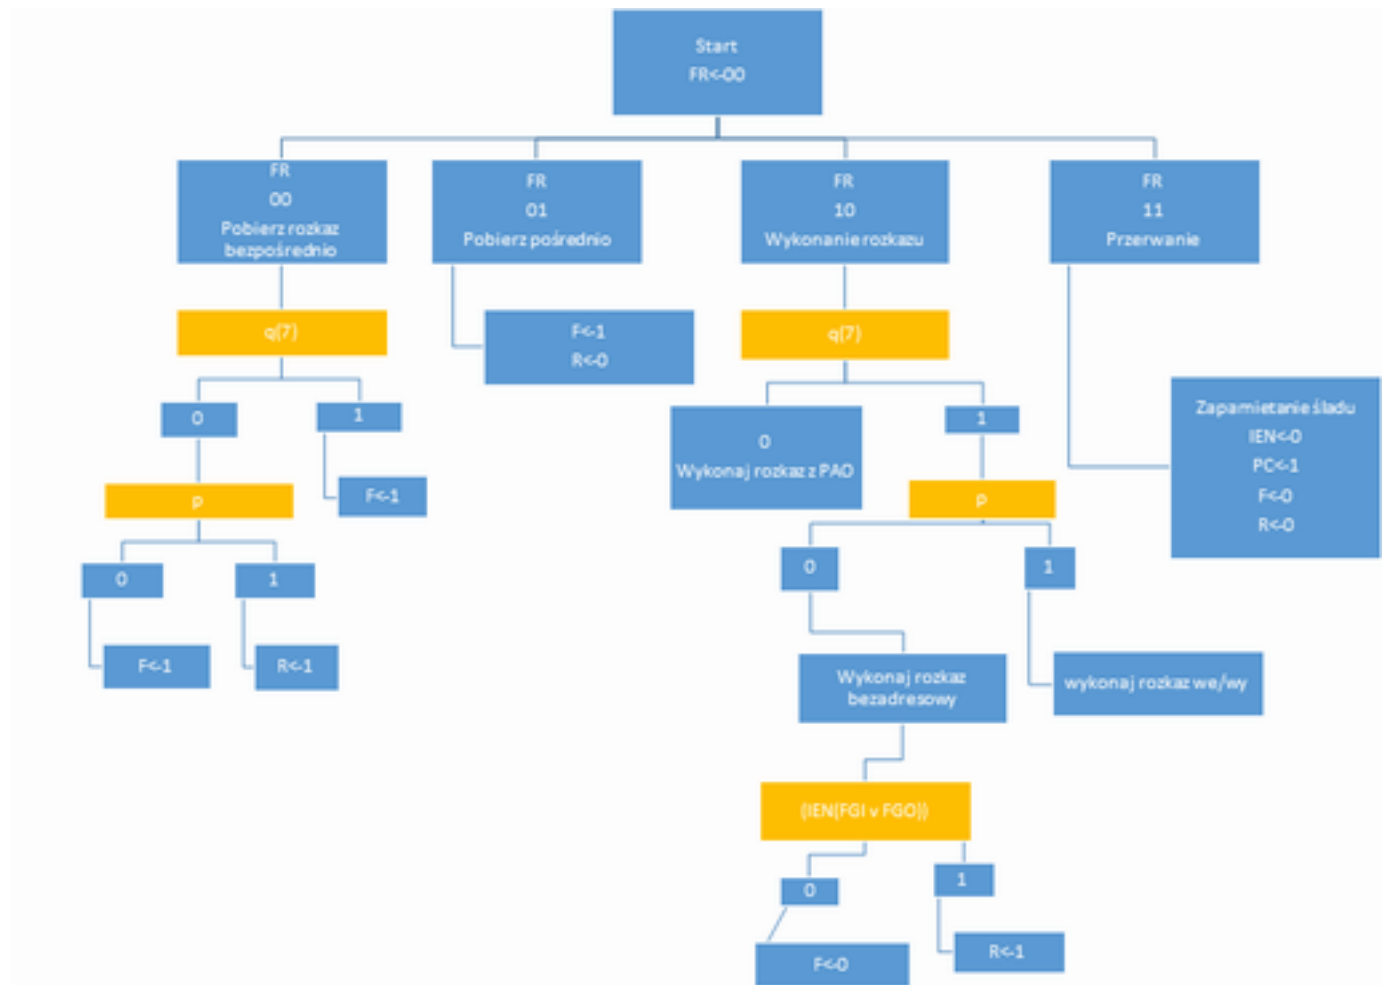 Start
FR<-00
FR
00
Pobierz rozkaz
bezpośrednio
FR
01
Pobierz pośrednio
FR
10
Wykonanie rozkazu
FR
11
Przerwanie
q(7)
F<-1
R<-0
q(7)
0
1
0
Wykonaj rozkaz z PAO
1
Zapamietanie śladu
IEN<-0
PC<-1
F<-0
R<-0
p
F<-1
p
0
1
0
1
F<-1
R<-1
Wykonaj rozkaz
bezadresowy
wykonaj rozkaz we/wy
(IEN(FGI v FGO))
0
1
F<-0
R<-1